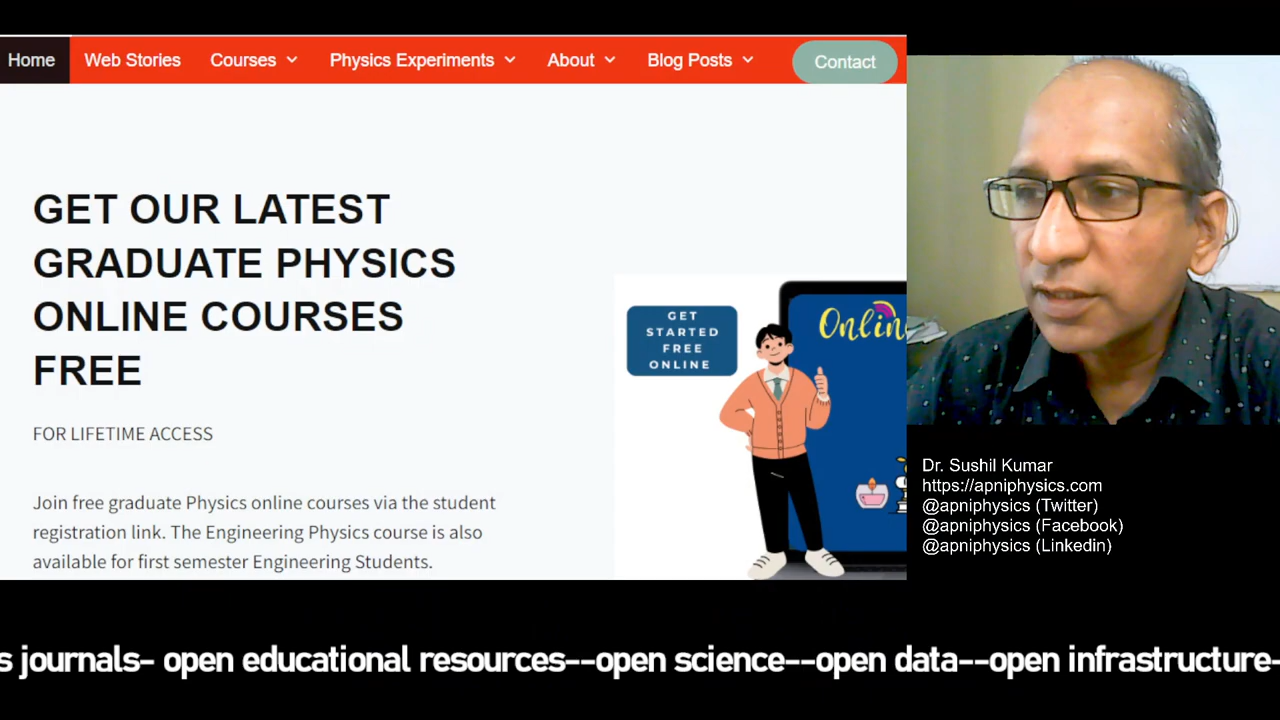 Home Web Stories Courses Physics Experiments About Blog Posts Contact
GET OUR LATEST
GRADUATE PHYSICS
ONLINE COURSES
FREE
FOR LIFETIME ACCESS
Join free graduate Physics online courses via the student
registration link. The Engineering Physics course is also
available for first semester Engineering Students.
GET
STARTED
FREE
ONLINE
Onlin
Dr. Sushil Kumar
https://apniphysics.com
@apniphysics (Twitter)
@apniphysics (Facebook)
@apniphysics (Linkedin)
s journals- open educational resources--open science--open data--open infrastructure-